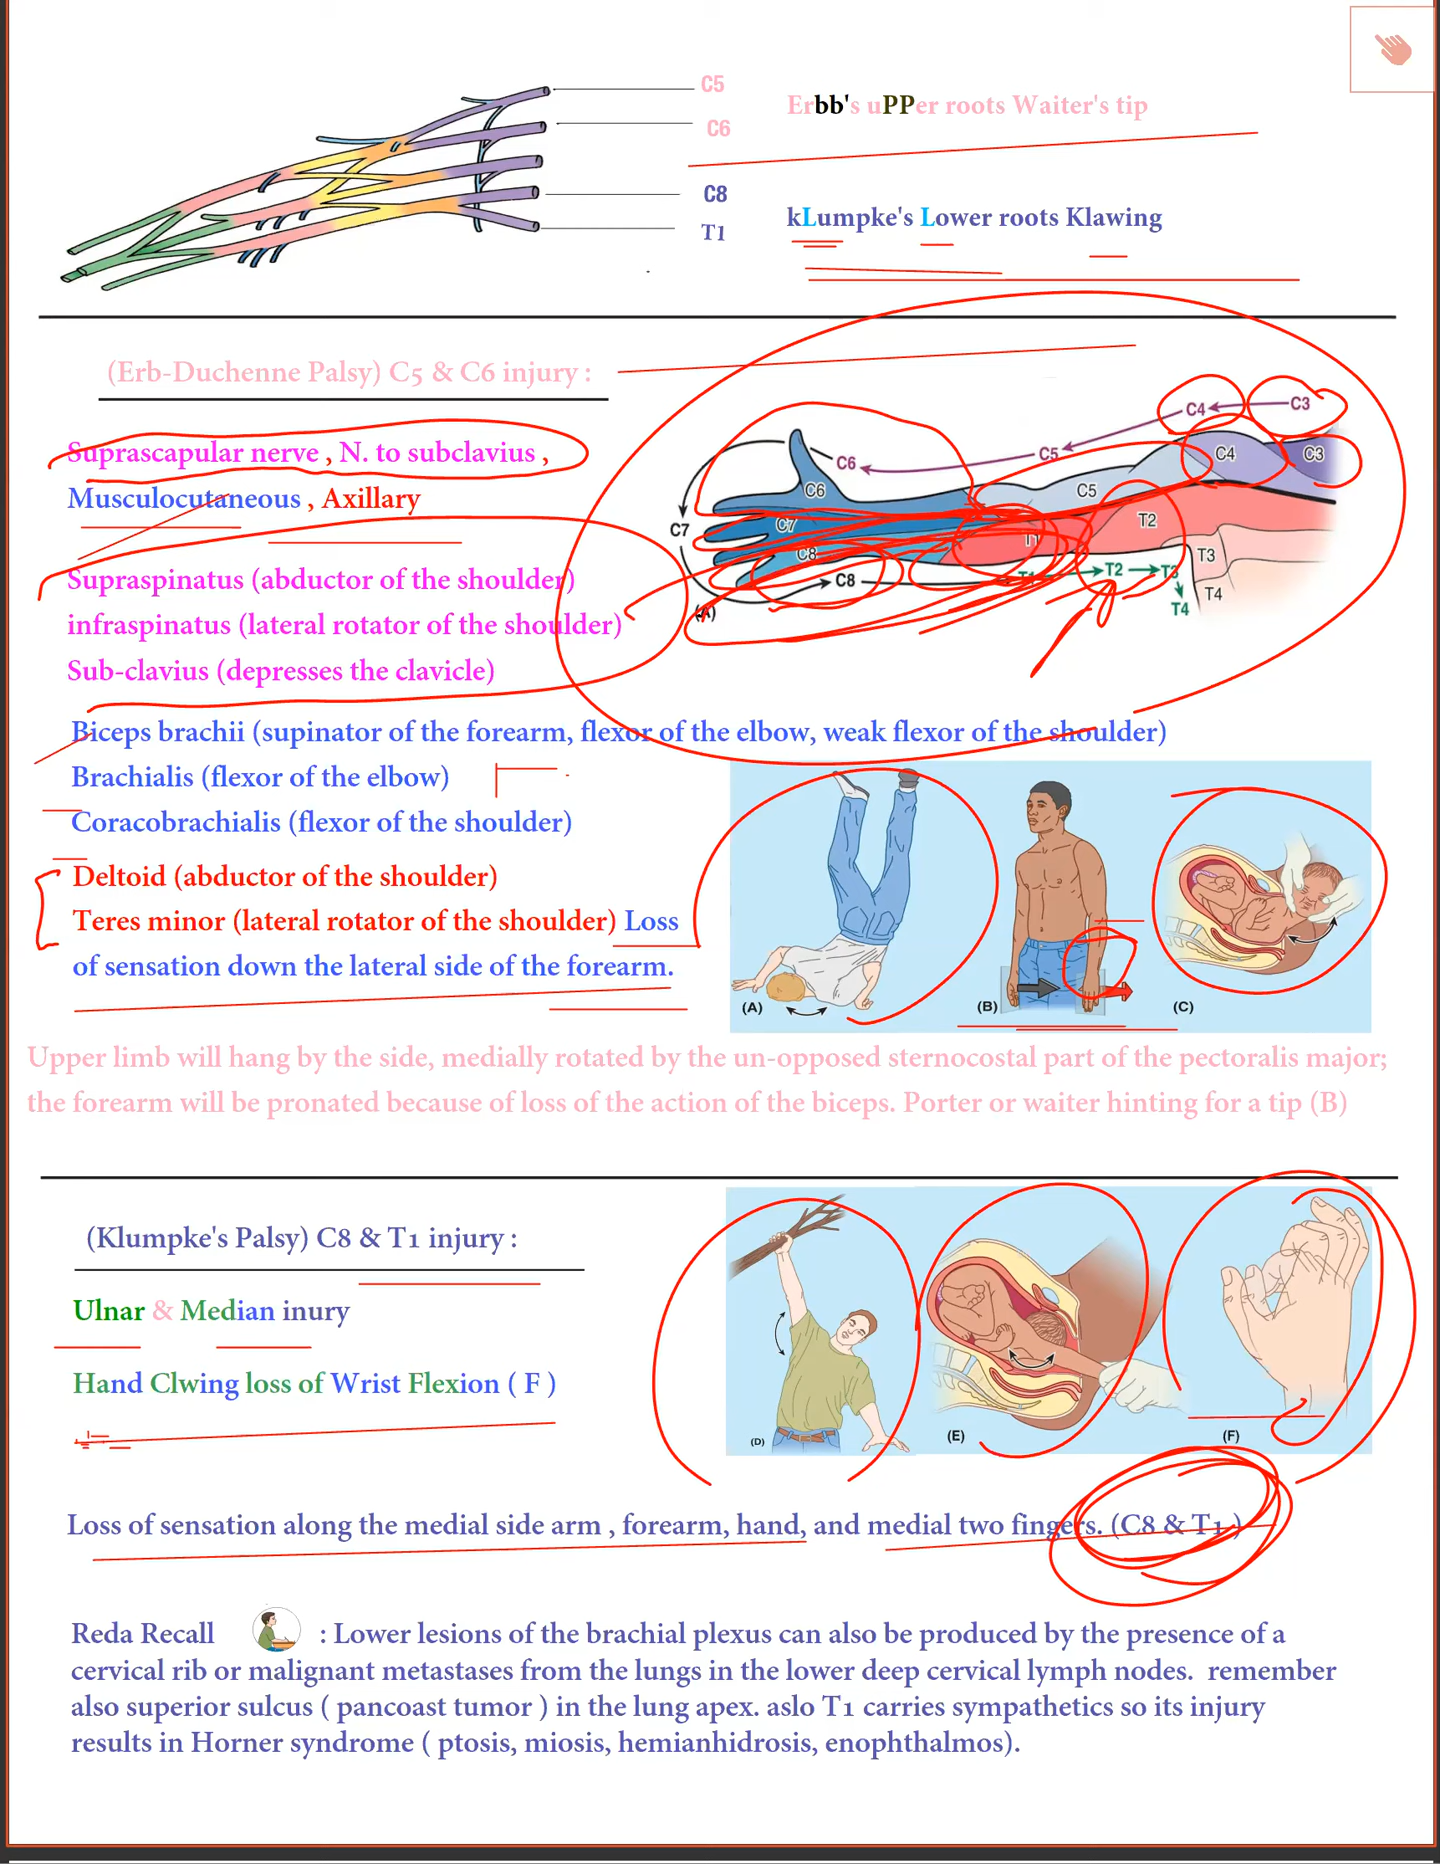 C5
Erbb's uPPer roots Waiter's tip
C6
C8
kLumpke's Lower roots Klawing
T1
(Erb-Duchenne Palsy) C5 & C6 injury :
Suprascapular nerve , N. to subclavius ,
Musculocutaneous , Axillary
Supraspinatus (abductor of the shoulder)
infraspinatus (lateral rotator of the shoulder)
Sub-clavius (depresses the clavicle)
C4 C3
C6 C5
C4 C3
C6 C5
C7 C7 T1 T2
C8 T3
C8 T1 T2 T3
(A) T4 T4
Biceps brachii (supinator of the forearm, flexor of the elbow, weak flexor of the shoulder)
Brachialis (flexor of the elbow)
Coracobrachialis (flexor of the shoulder)
Deltoid (abductor of the shoulder)
Teres minor (lateral rotator of the shoulder) Loss
of sensation down the lateral side of the forearm.
(A) (B) (C)
Upper limb will hang by the side, medially rotated by the un-opposed sternocostal part of the pectoralis major;
the forearm will be pronated because of loss of the action of the biceps. Porter or waiter hinting for a tip (B)
(Klumpke's Palsy) C8 & T1 injury :
Ulnar & Median inury
Hand Clwing loss of Wrist Flexion ( F )
(D) (E) (F)
Loss of sensation along the medial side arm , forearm, hand, and medial two fingers. (C8 & T1 )
Reda Recall : Lower lesions of the brachial plexus can also be produced by the presence of a
cervical rib or malignant metastases from the lungs in the lower deep cervical lymph nodes. remember
also superior sulcus ( pancoast tumor ) in the lung apex. aslo T1 carries sympathetics so its injury
results in Horner syndrome ( ptosis, miosis, hemianhidrosis, enophthalmos).